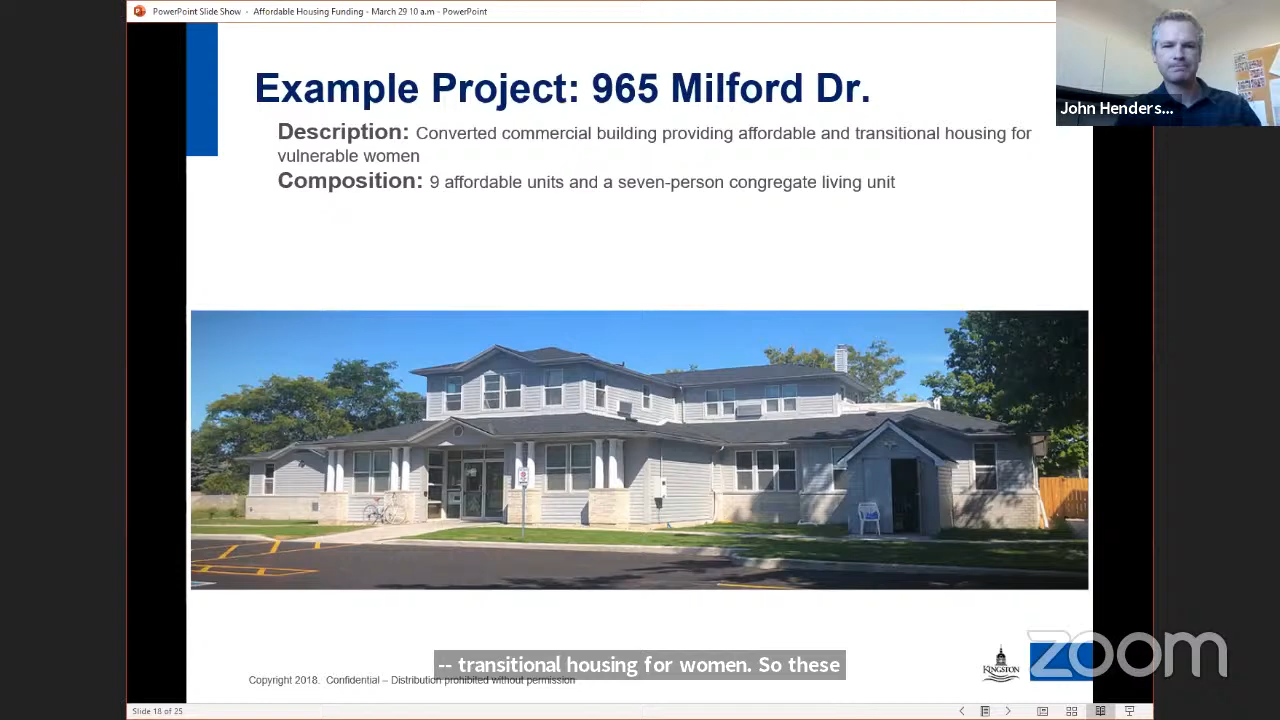 PowerPoint Slide Show - Affordable Housing Funding - March 29 10 a.m - PowerPoint
Example Project: 965 Milford Dr.
John Henders...
Description: Converted commercial building providing affordable and transitional housing for
vulnerable women
Composition: 9 affordable units and a seven-person congregate living unit
-- transitional housing for women. So these
Copyright 2018. Confidential – Distribution prohibited without permission
KINGSTON
zoom
Slide 18 of 25